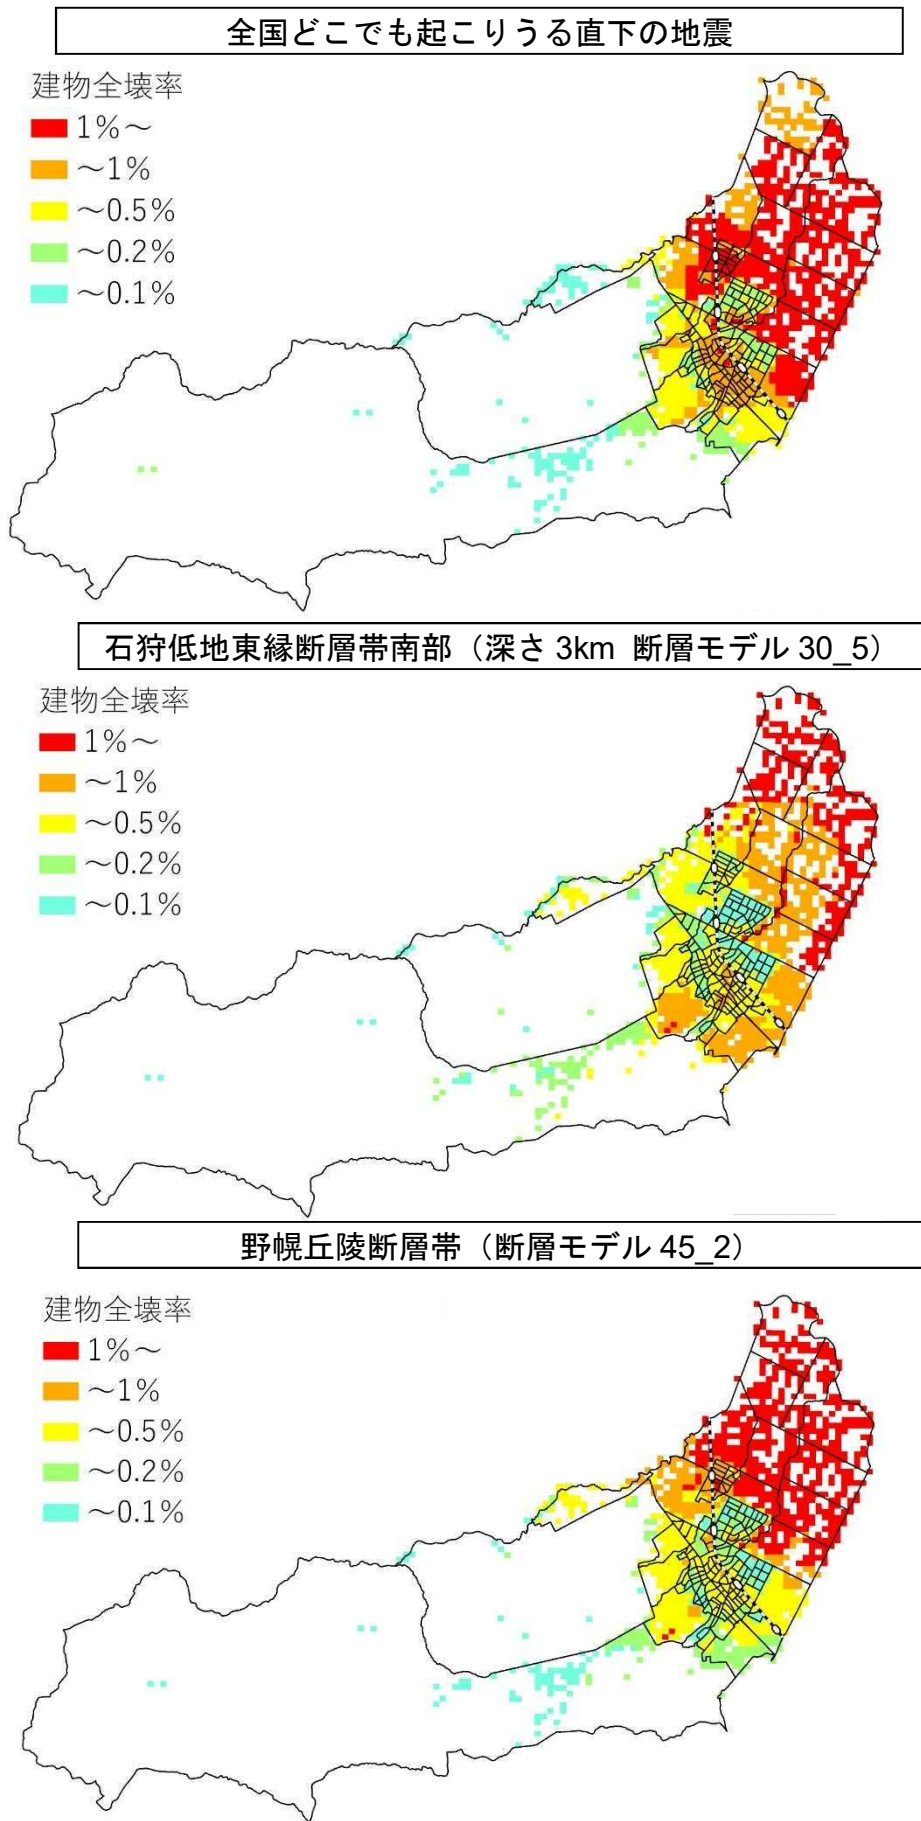 全国どこでも起こりうる直下の地震
建物全壊率
1%～
～1%
～0.5%
～0.2%
～0.1%
石狩低地東縁断層帯南部（深さ 3km 断層モデル 30_5）
建物全壊率
1%～
～1%
～0.5%
～0.2%
～0.1%
野幌丘陵断層帯（断層モデル 45_2）
建物全壊率
1%～
～1%
～0.5%
～0.2%
～0.1%